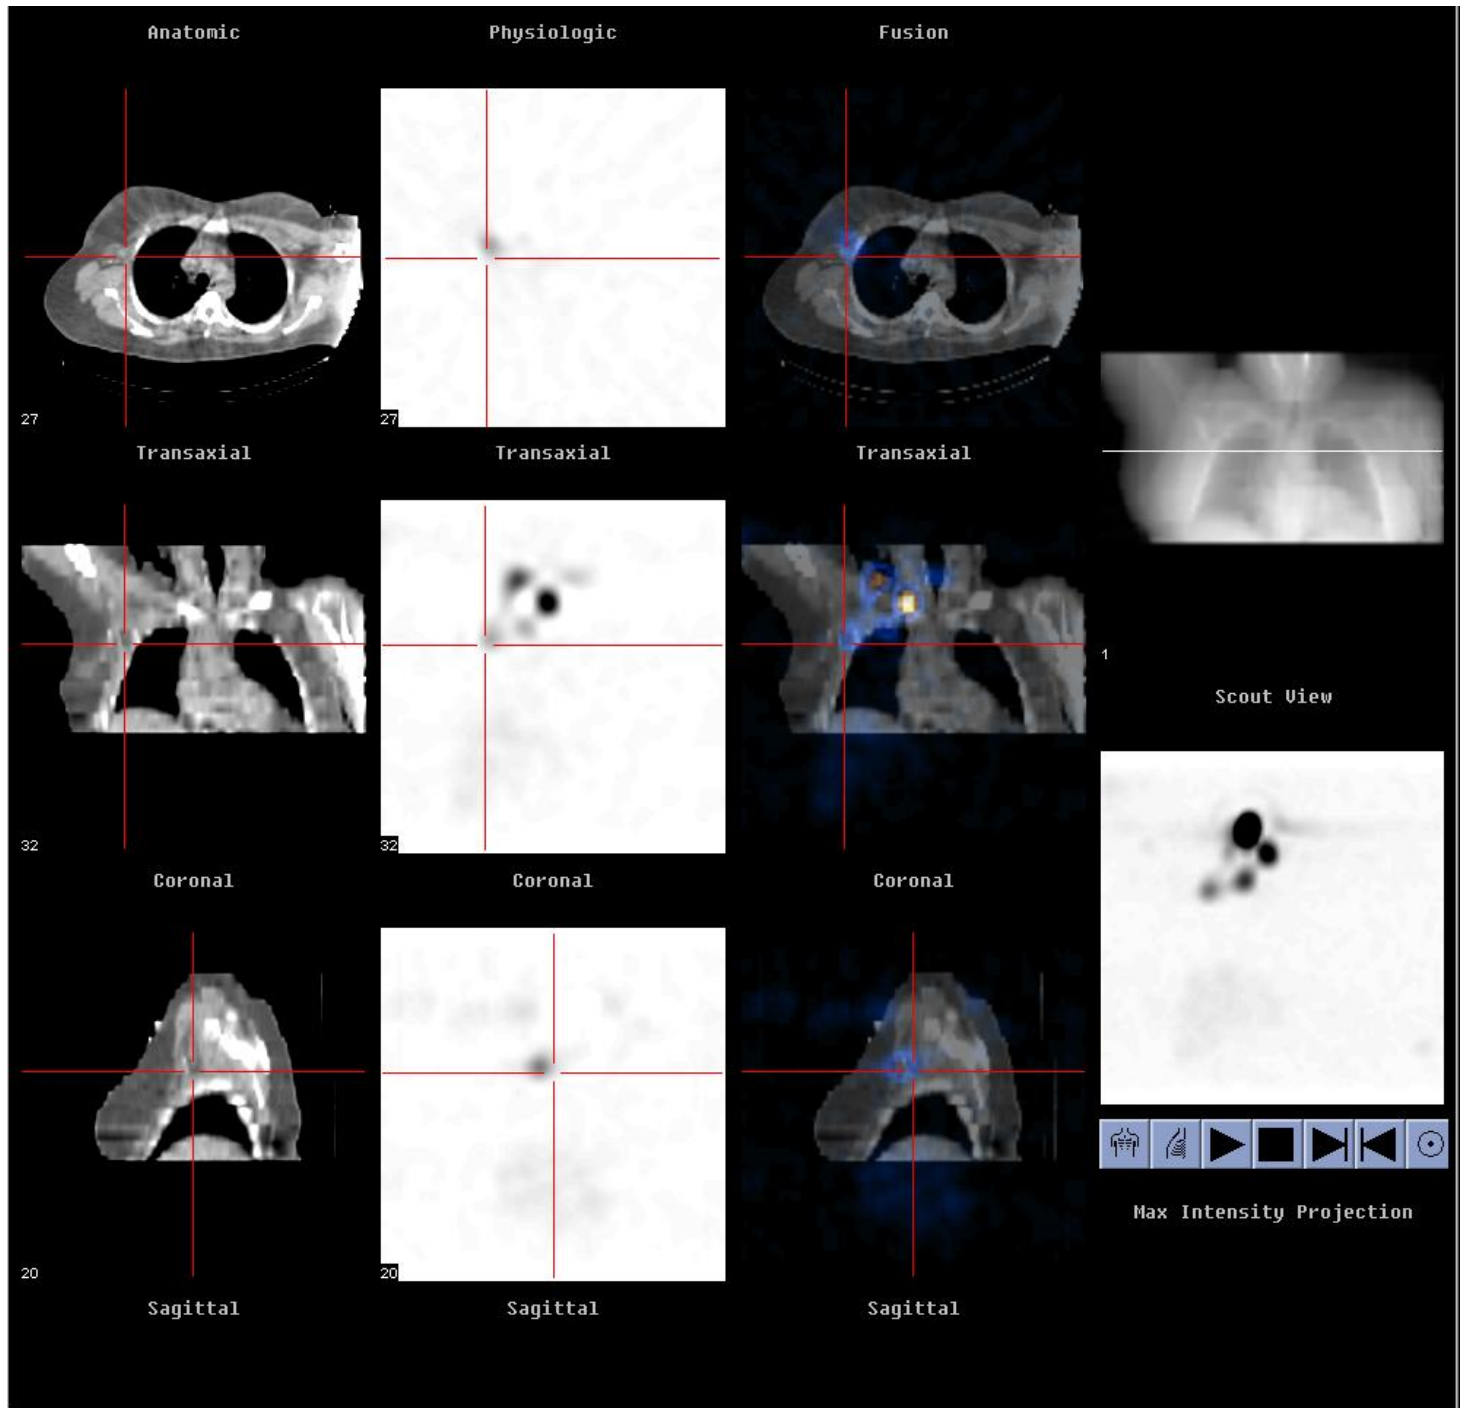 Anatomic Physiologic Fusion
27 27
Transaxial Transaxial Transaxial
1
Scout View
32 32
Coronal Coronal Coronal
Max Intensity Projection
20 20
Sagittal Sagittal Sagittal